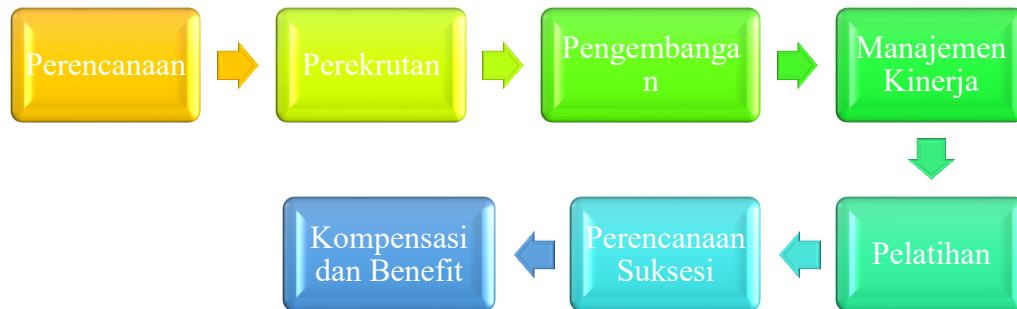 Perencanaan
Perekrutan
Pengembanga
n
Manajemen
Kinerja
Pelatihan
Perencanaan
Suksesi
Kompensasi
dan Benefit